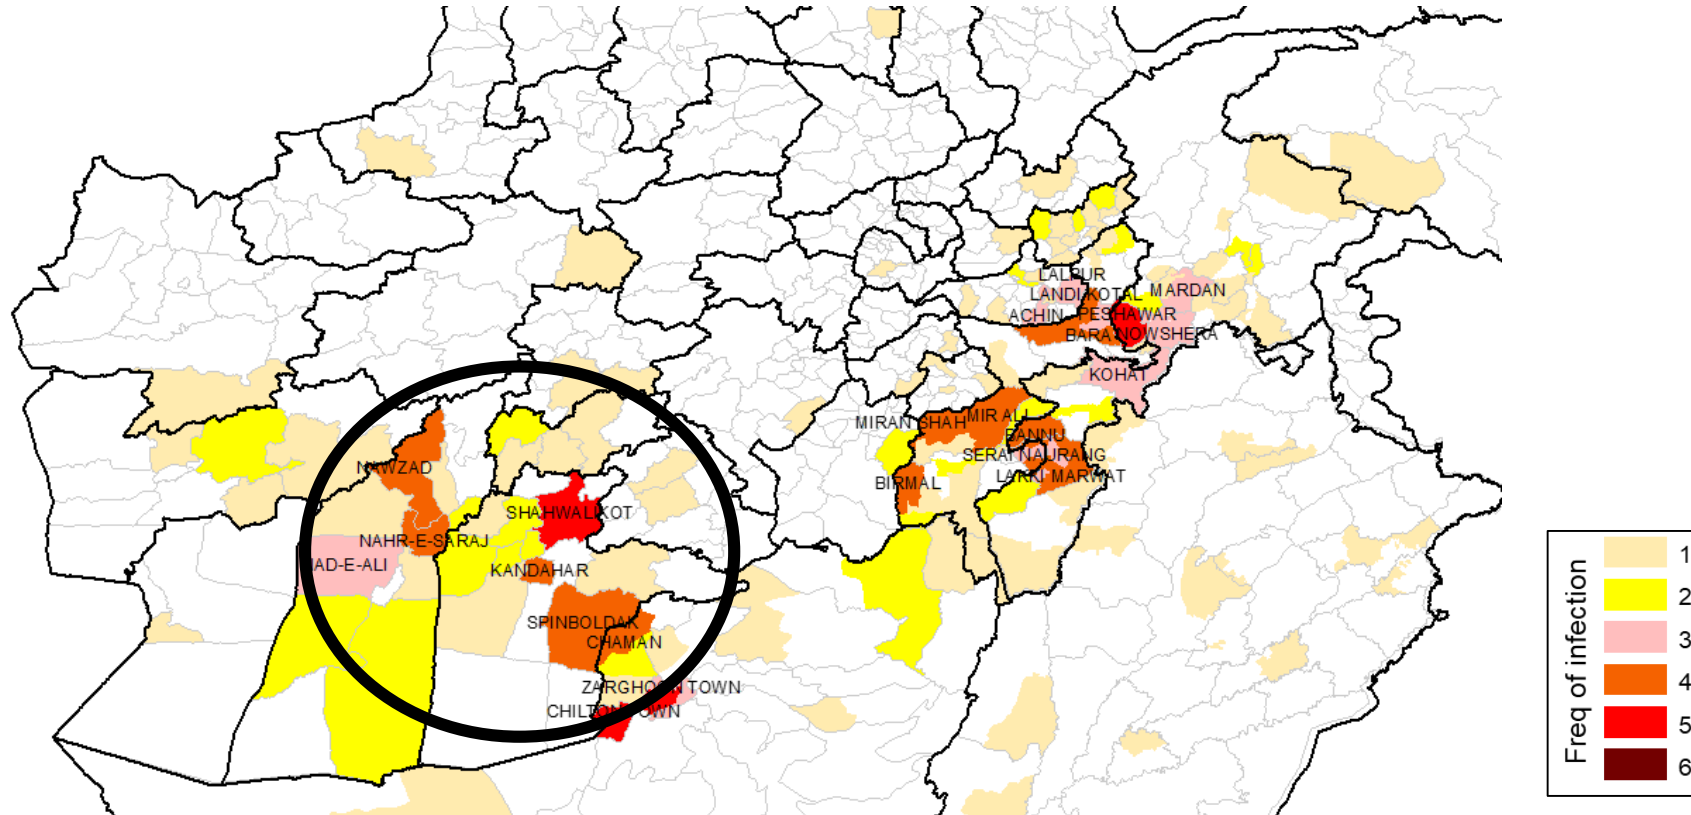 LALPUR
LANDI KOTAL
MARDAN
ACHIN
PESHAWAR
BARA
NOWSHERA
KOHAT
MIRAN SHAH
MIR ALI
BANNU
SERAI NAURANG
BIRMAL
LAKKI MARWAT
NAWZAD
SHAHWALIKOT
NAHR-E-SARAJ
AD-E-ALI
KANDAHAR
SPINBOLDAK
CHAMAN
ZARGHOON TOWN
CHILTON TOWN
Freq of infection
1
2
3
4
5
6